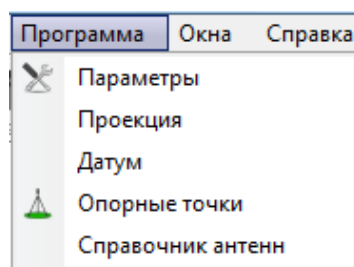 Программа Окна Справка
Параметры
Проекция
Датум
Опорные точки
Справочник антенн